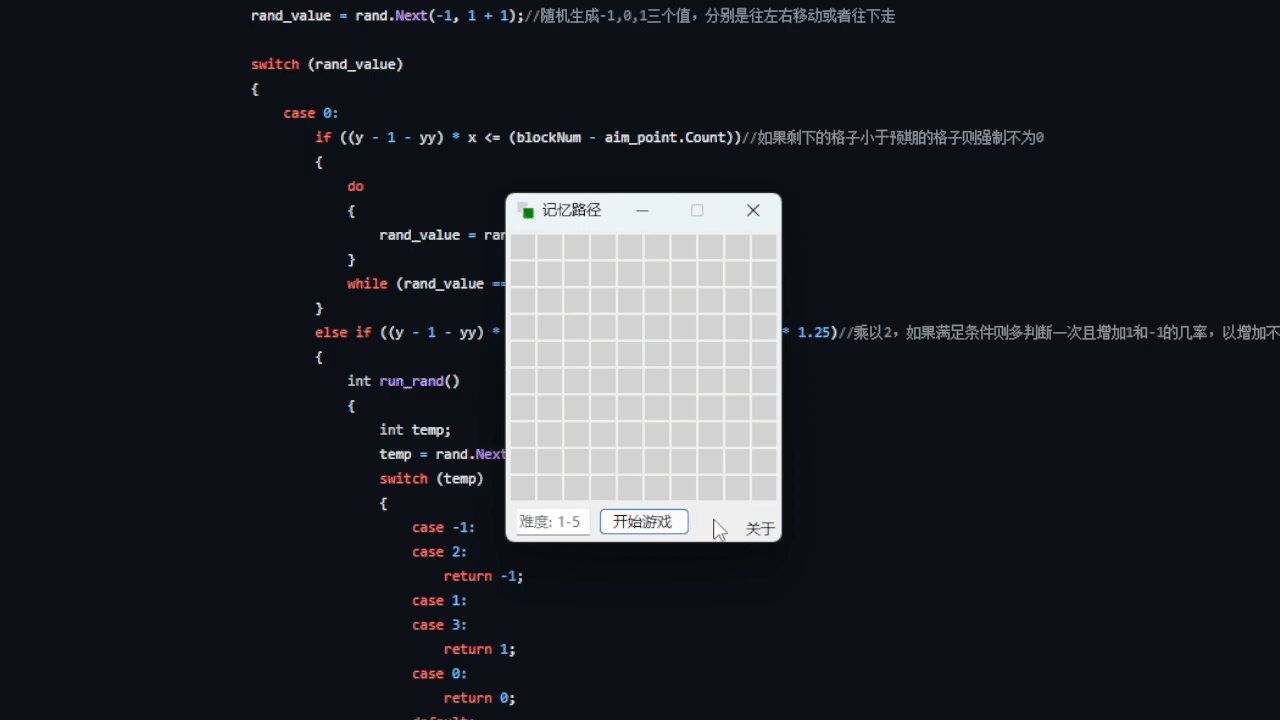 rand_value = rand.Next(-1, 1 + 1);//随机生成-1,0,1三个值，分别是往左右移动或者往下走
switch (rand_value)
{
case 0:
if ((y - 1 - yy) * x <= (blockNum - aim_point.Count))//如果剩下的格子小于预期的格子则强制不为0
{
do
{
rand_value = ran
}
while (rand_value ==
}
else if ((y - 1 - yy) * * 1.25)//乘以2，如果满足条件则多判断一次且增加1和-1的几率，以增加不
{
int run_rand()
{
int temp;
temp = rand.Next
switch (temp)
{
case -1:
case 2:
return -1;
case 1:
case 3:
return 1;
case 0:
return 0;
default:
记忆路径
难度: 1-5
开始游戏
关于